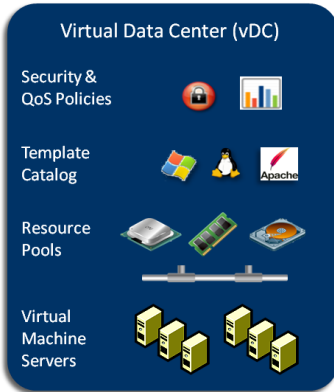 Virtual Data Center (vDC)
Security &
QoS Policies
Template
Catalog
Apache
Resource
Pools
Virtual
Machine
Servers